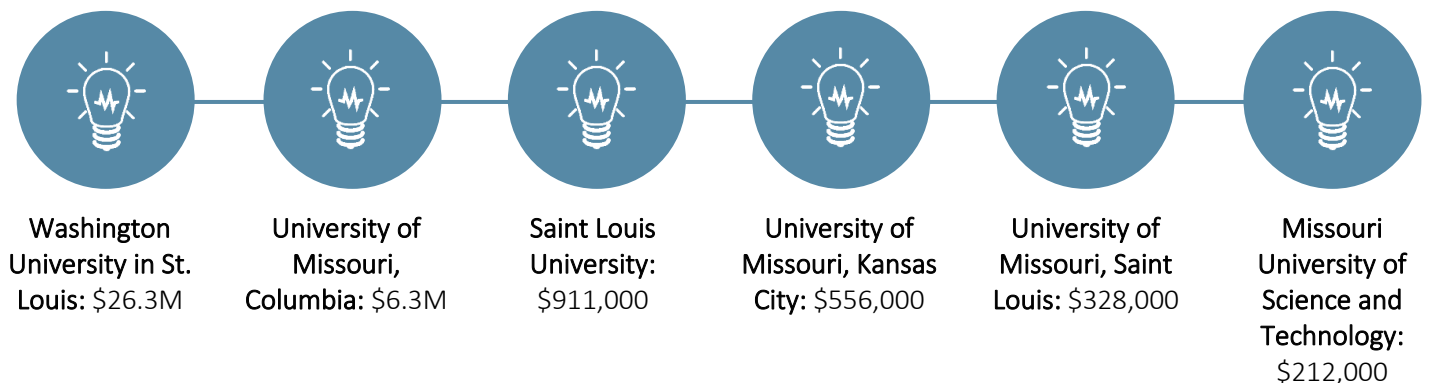 Washington
University in St.
Louis: $26.3M
University of
Missouri,
Columbia: $6.3M
Saint Louis
University:
$911,000
University of
Missouri, Kansas
City: $556,000
University of
Missouri, Saint
Louis: $328,000
Missouri
University of
Science and
Technology:
$212,000